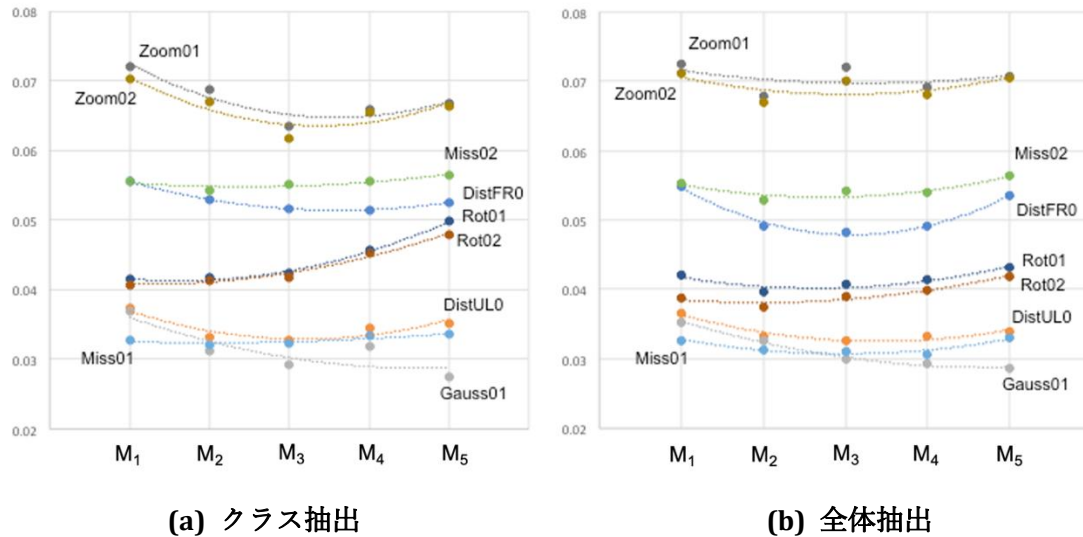 0.08
0.07
0.06
0.05
0.04
0.03
0.02
Zoom01
Zoom02
Miss02
DistFR0
Rot01
Rot02
DistUL0
Miss01
Gauss01
M₁ M₂ M₃ M₄ M₅
(a) クラス抽出
0.08
0.07
0.06
0.05
0.04
0.03
0.02
Zoom01
Zoom02
Miss02
DistFR0
Rot01
Rot02
DistUL0
Miss01
Gauss01
M₁ M₂ M₃ M₄ M₅
(b) 全体抽出